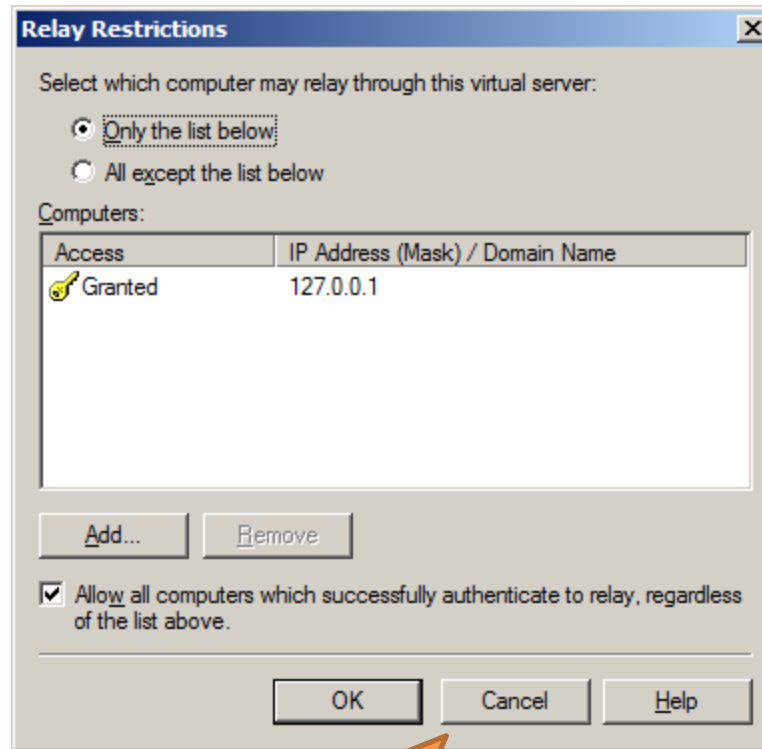 Relay Restrictions
Select which computer may relay through this virtual server:
Only the list below
All except the list below
Computers:
Access IP Address (Mask) / Domain Name
Granted 127.0.0.1
Add... Remove
Allow all computers which successfully authenticate to relay, regardless
of the list above.
OK Cancel Help